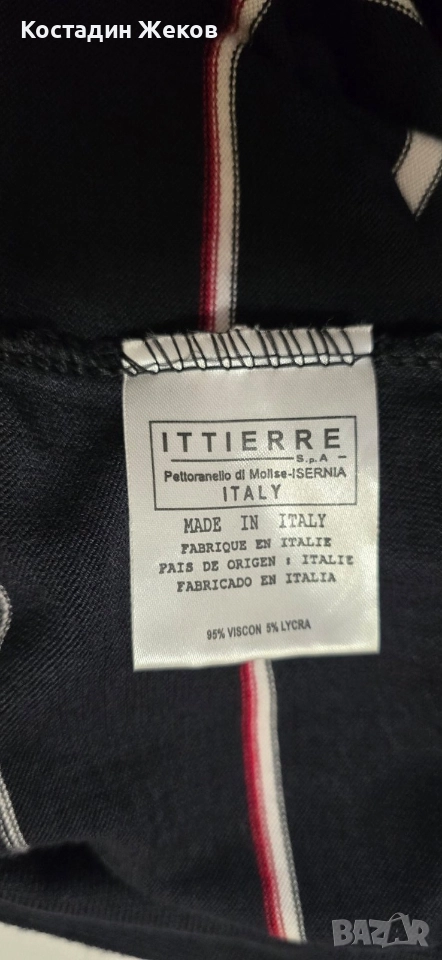 Костадин Жеков
ITTIERRE
S.p.A
Pettoranello di Molise-ISERNIA
ITALY
MADE IN ITALY
FABRIQUE EN ITALIE
PAIS DE ORIGEN : ITALIE
FABRICADO EN ITALIA
95% VISCON 5% LYCRA
BAZAR